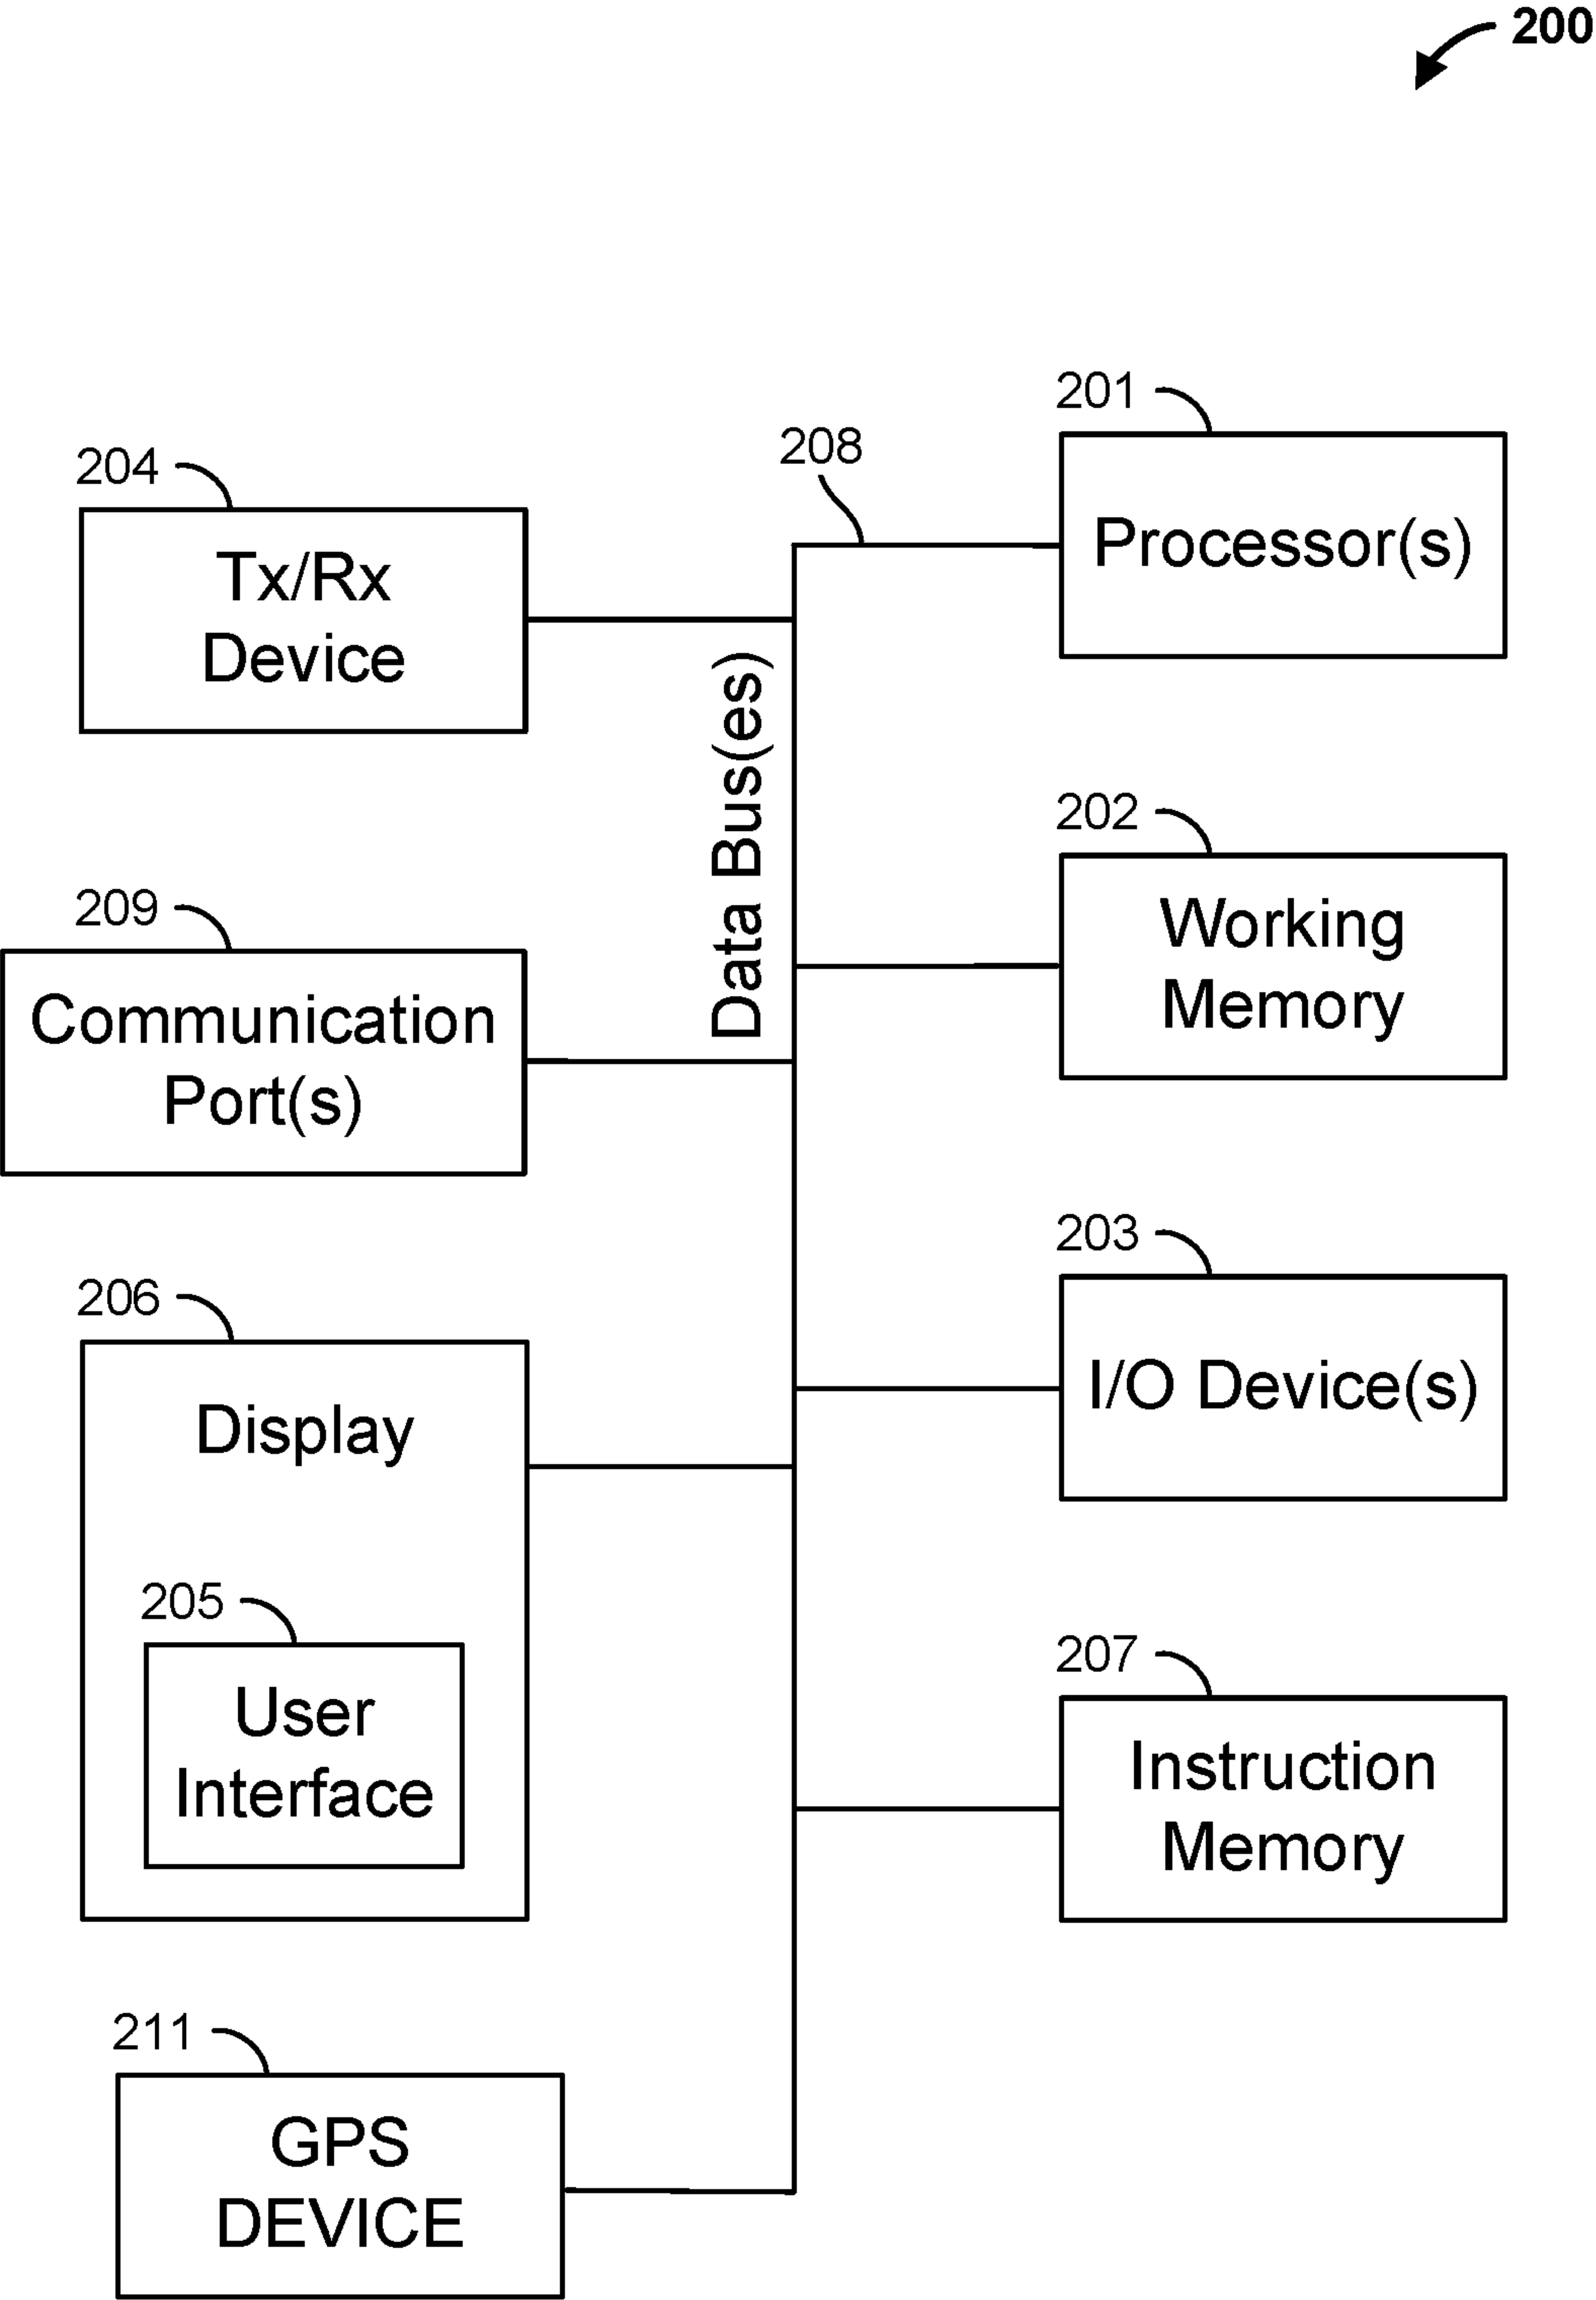 200
201
Processor(s)
208
204
Tx/Rx
Device
Data Bus(es)
202
Working
Memory
209
Communication
Port(s)
203
I/O Device(s)
206
Display
205
User
Interface
207
Instruction
Memory
211
GPS
DEVICE